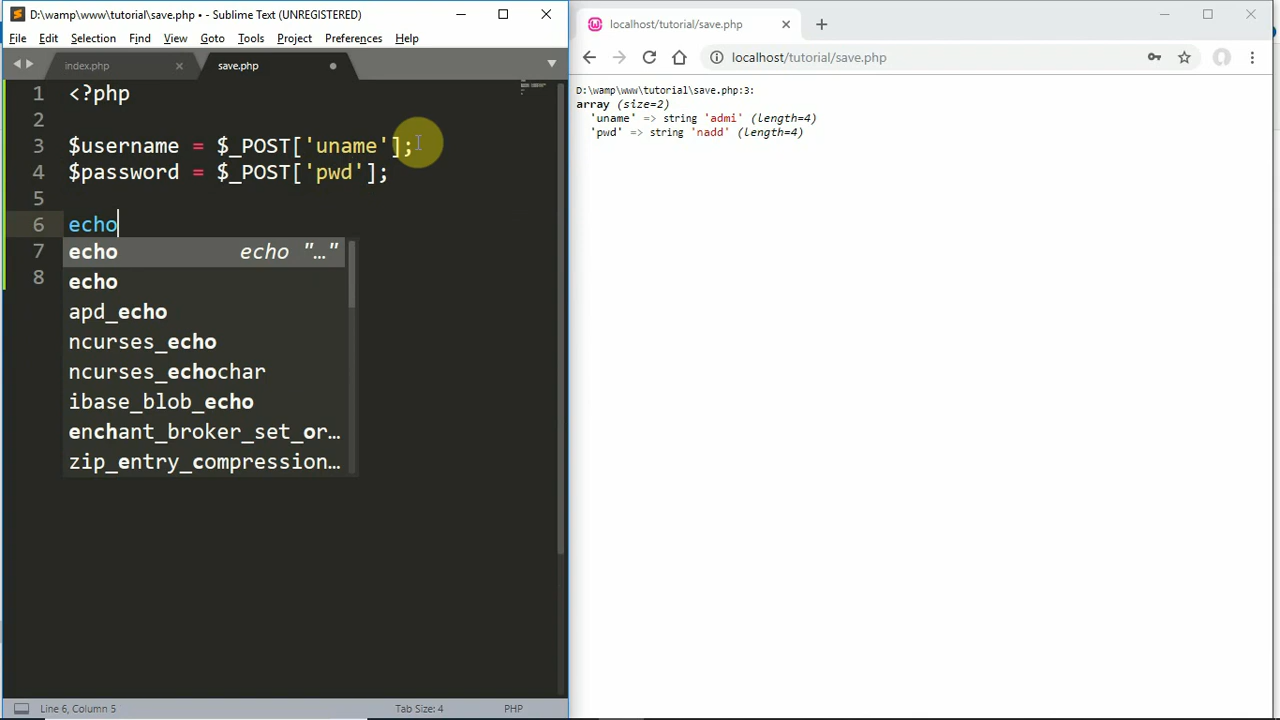 D:\wamp\www\tutorial\save.php • - Sublime Text (UNREGISTERED)
File Edit Selection Find View Goto Tools Project Preferences Help
index.php save.php
1 <?php
2
3 $username = $_POST['uname'];
4 $password = $_POST['pwd'];
5
6 echo
7 echo echo "…"
8 echo
apd_echo
ncurses_echo
ncurses_echochar
ibase_blob_echo
enchant_broker_set_or…
zip_entry_compression…
Line 6, Column 5 Tab Size: 4 PHP
localhost/tutorial/save.php
localhost/tutorial/save.php
D:\wamp\www\tutorial\save.php:3:
array (size=2)
'uname' => string 'admi' (length=4)
'pwd' => string 'nadd' (length=4)